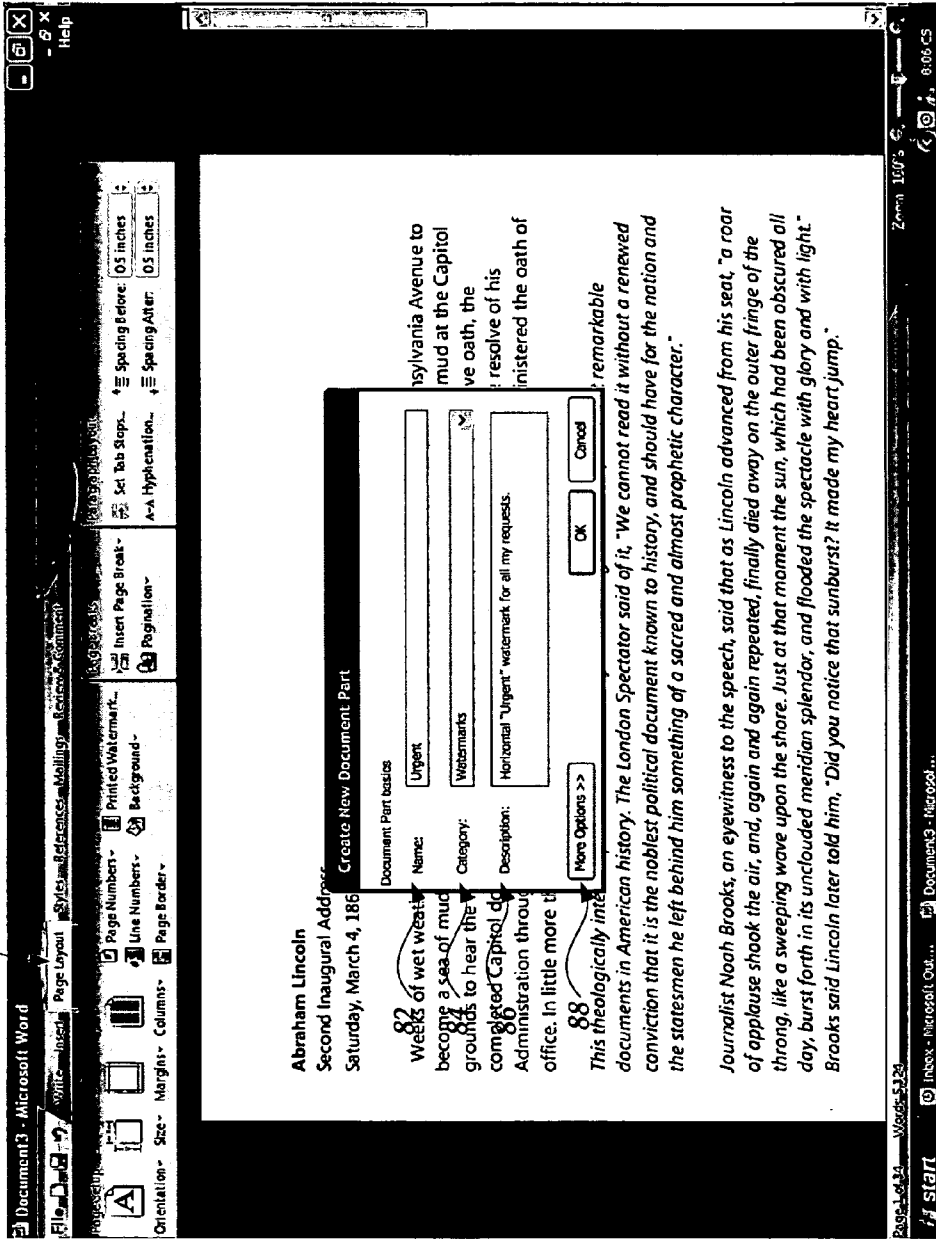 Document3 - Microsoft Word
Help
File
Write Insert Page Layout Styles References Mailings Review & Comment
Page Setup
Page Breaks
Paragraph Layout
Orientation Size Margins Columns
Page Numbers
Line Numbers
Page Border
Printed Watermark...
Background
Insert Page Break
Pagination
Set Tab Stops...
A-A Hyphenation...
Spacing Before: 0.5 inches
Spacing After: 0.5 inches
Abraham Lincoln
Second Inaugural Address
Saturday, March 4, 186
Weeks of wet weat nsylvania Avenue to
become a sea of mud mud at the Capitol
grounds to hear the ve oath, the
completed Capitol do resolve of his
Administration throu inistered the oath of
office. In little more t
This theologically inte t remarkable
documents in American history. The London Spectator said of it, "We cannot read it without a renewed
conviction that it is the noblest political document known to history, and should have for the nation and
the statesmen he left behind him something of a sacred and almost prophetic character."
Journalist Noah Brooks, an eyewitness to the speech, said that as Lincoln advanced from his seat, "a roar
of applause shook the air, and, again and again repeated, finally died away on the outer fringe of the
throng, like a sweeping wave upon the shore. Just at that moment the sun, which had been obscured all
day, burst forth in its unclouded meridian splendor, and flooded the spectacle with glory and with light."
Brooks said Lincoln later told him, "Did you notice that sunburst? It made my heart jump."
Create New Document Part
Document Part basics
82 Name: Urgent
84 Category: Watermarks
86 Description: Horizontal "Urgent" watermark for all my requests.
88 More Options >> OK Cancel
Page 1 of 34 Words: 5,124
Zoom 100%
start Inbox - Microsoft Out... Document3 - Microsof...